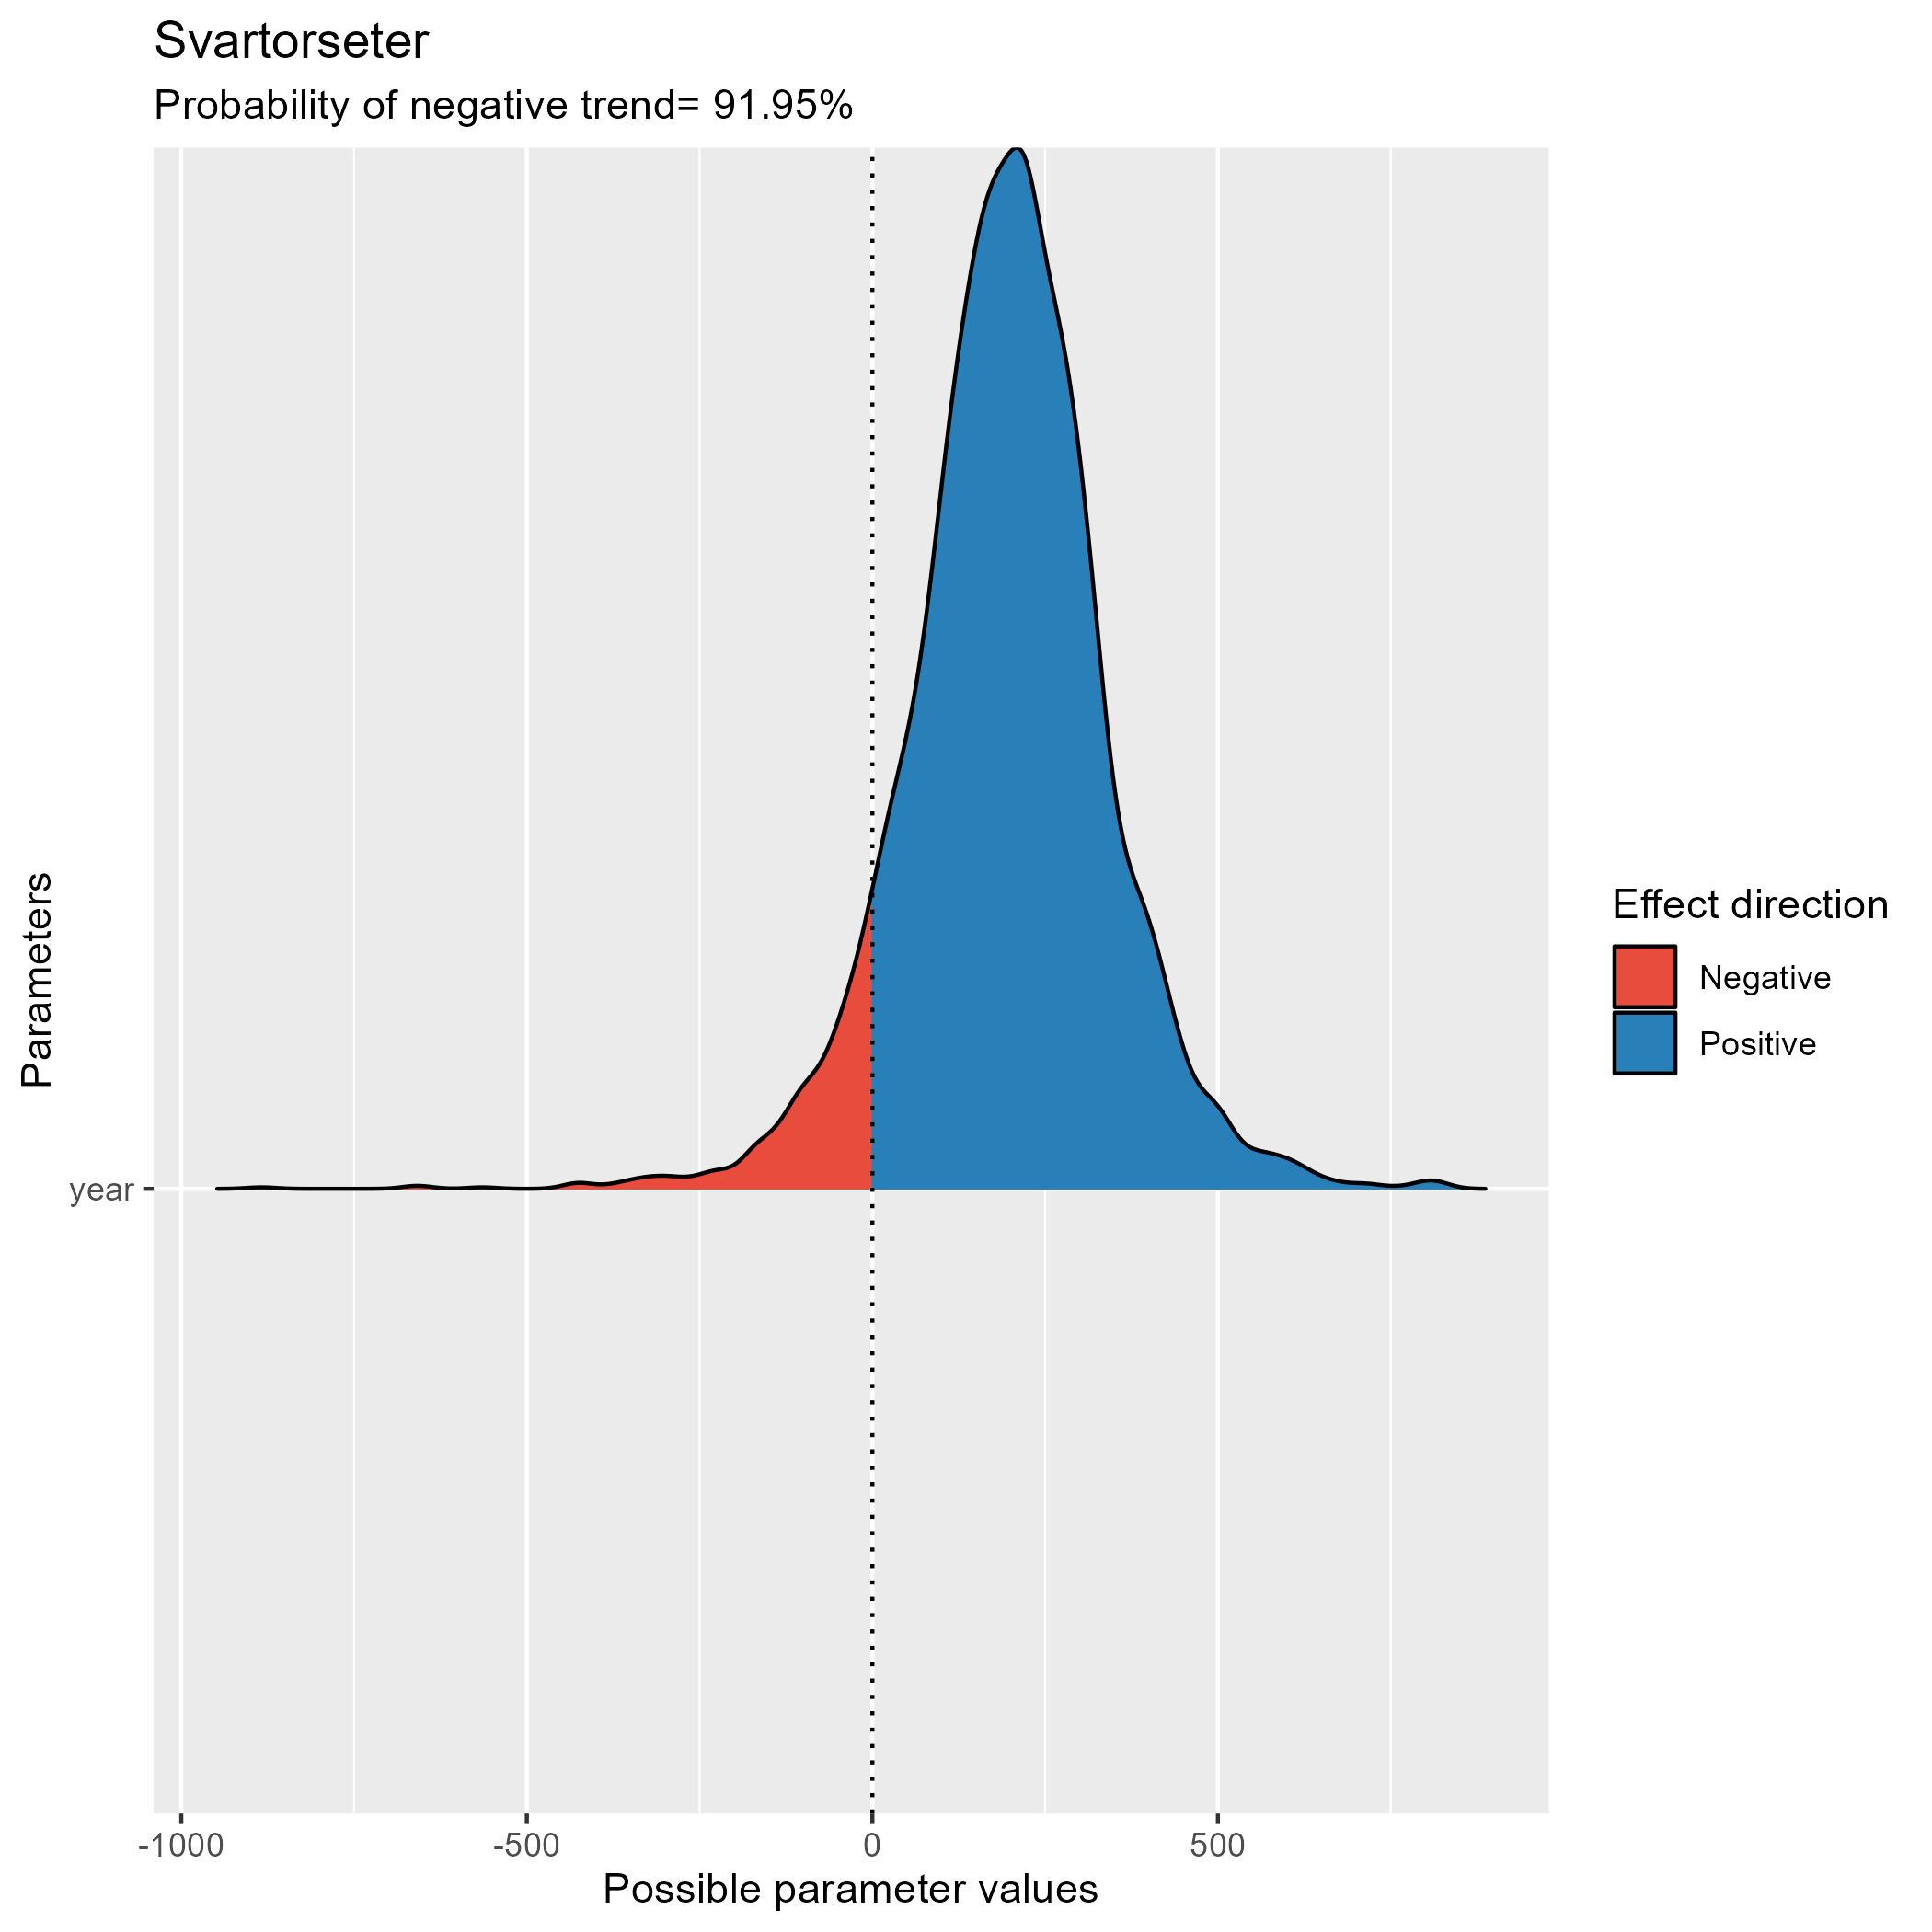 Svartorseter
Probability of negative trend= 91.95%
Parameters
year
-1000
-500
0
500
Possible parameter values
Effect direction
Negative
Positive